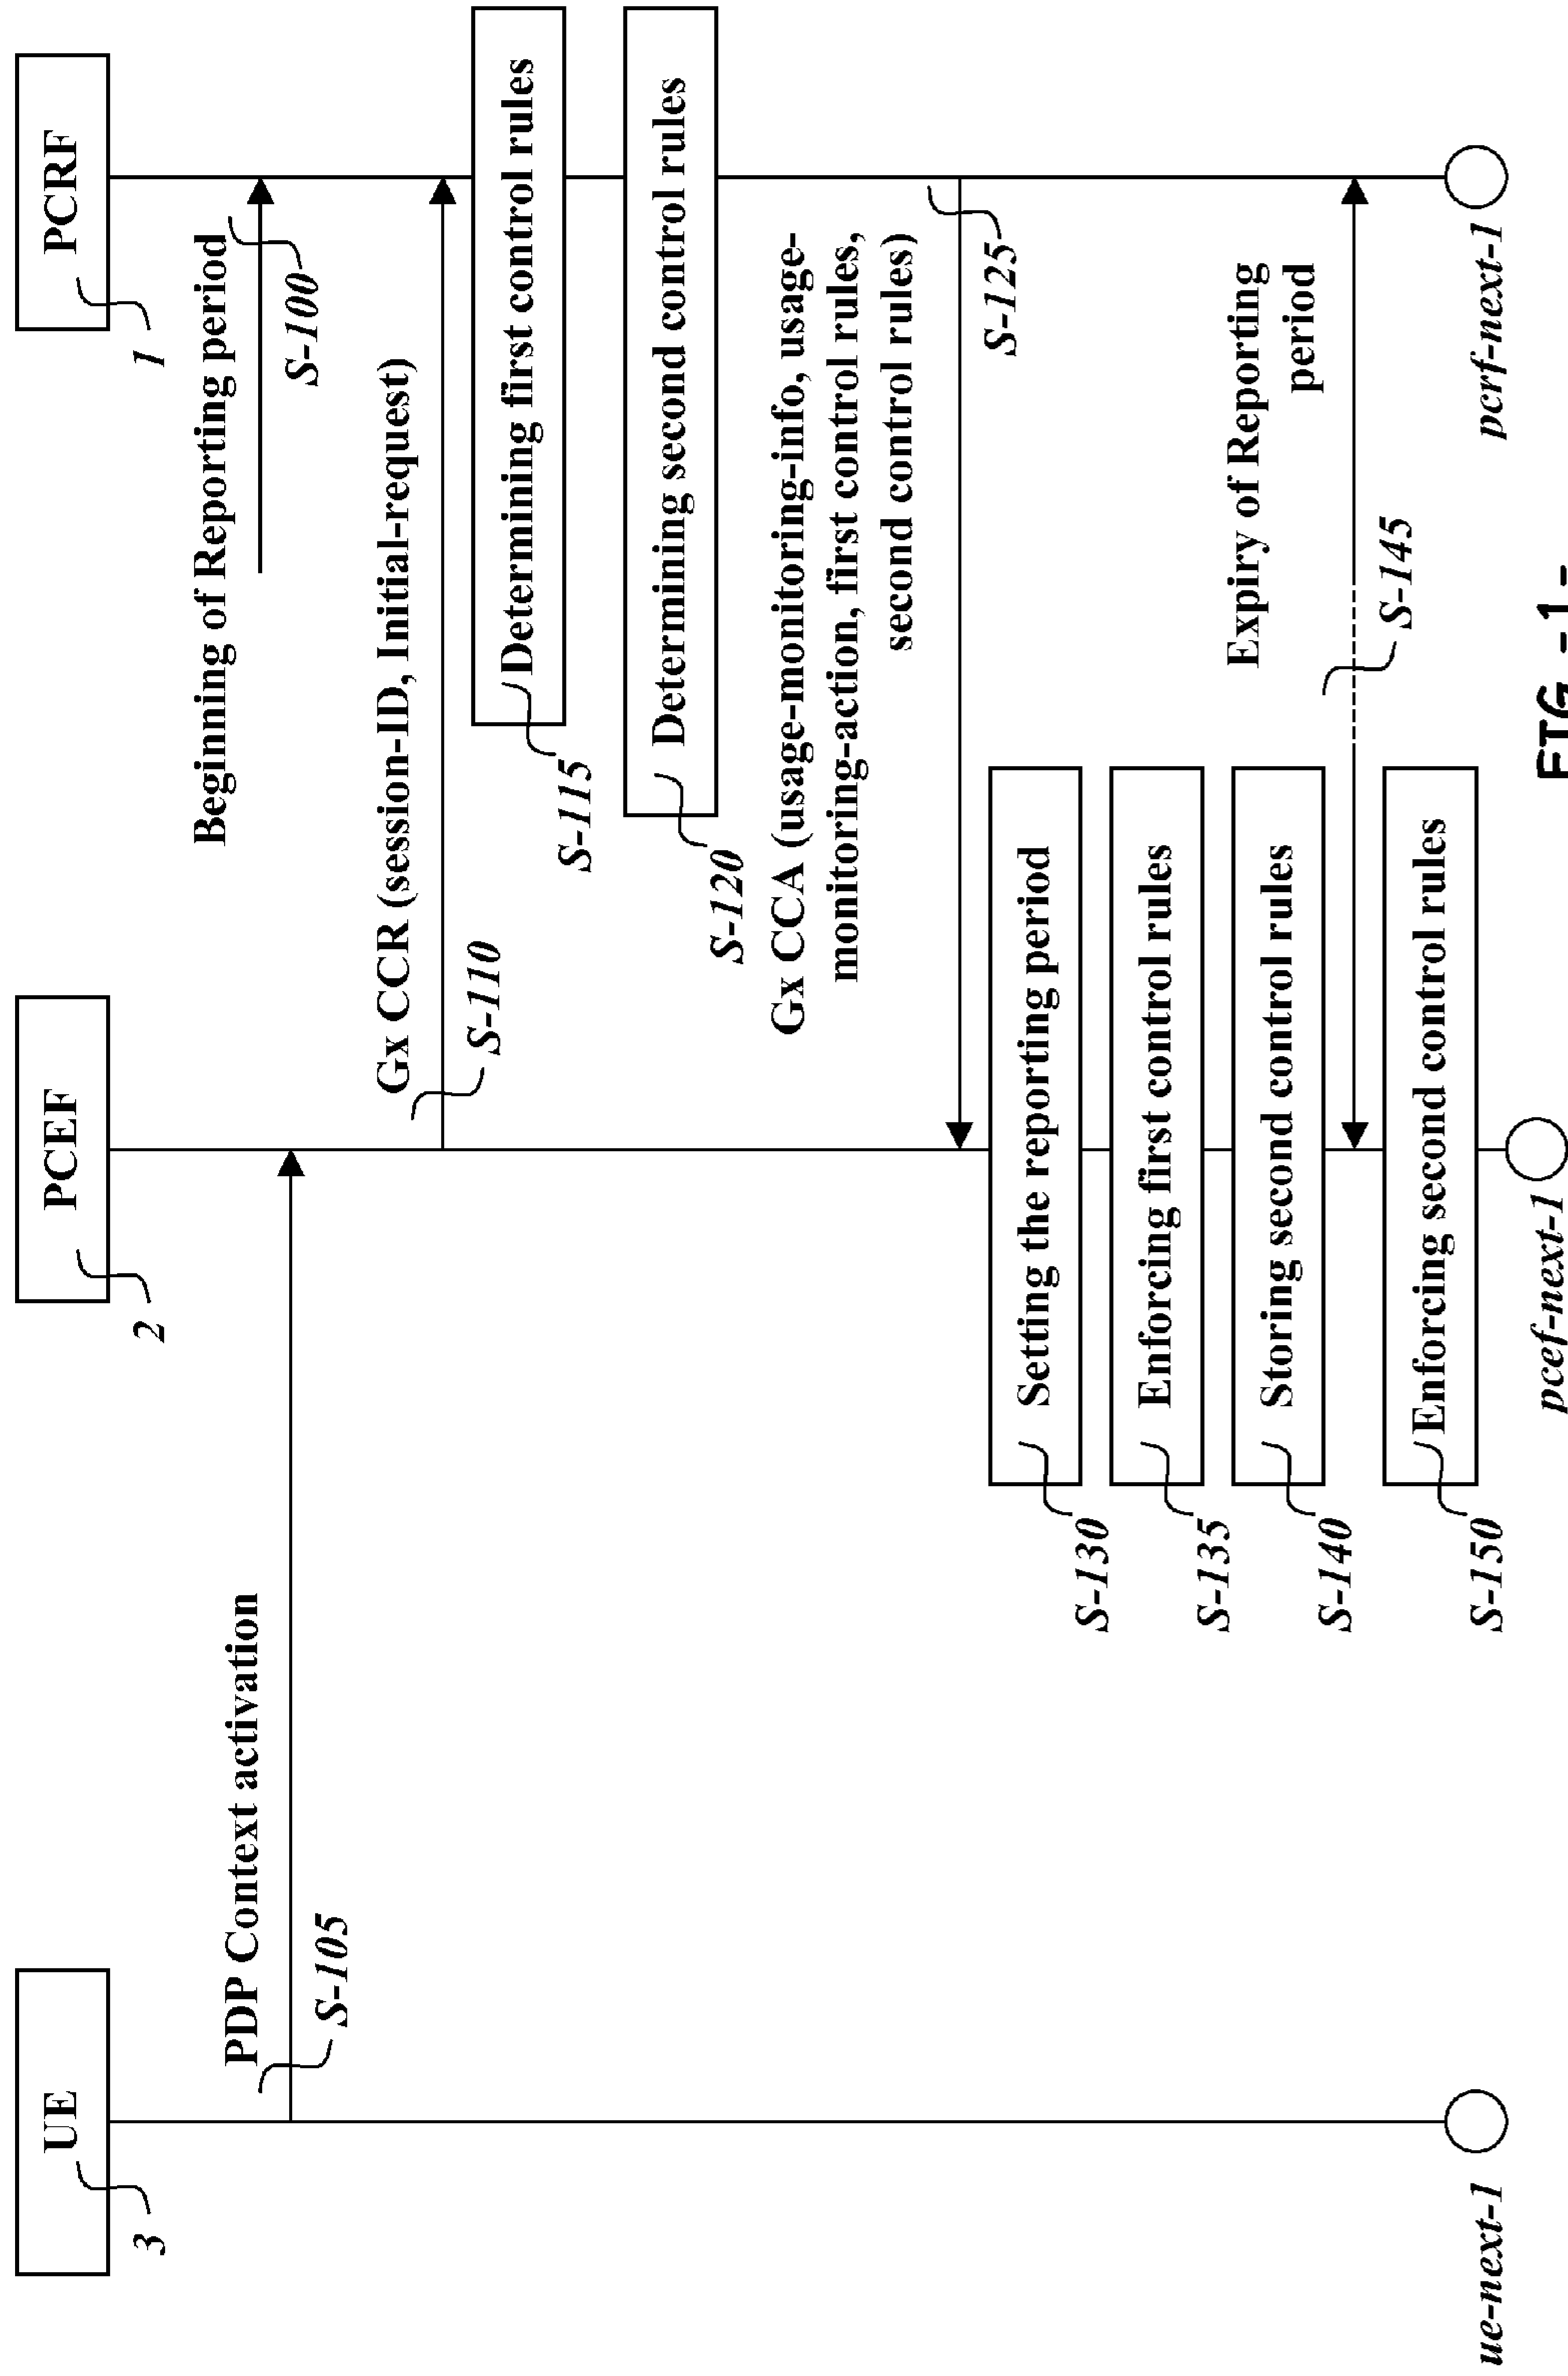 UE
PCEF
PCRF
3
2
1
Beginning of Reporting period
S-100
PDP Context activation
S-105
Gx CCR (session-ID, Initial-request)
S-110
Determining first control rules
S-115
Determining second control rules
S-120
Gx CCA (usage-monitoring-info, usage-
monitoring-action, first control rules,
second control rules)
S-125
Setting the reporting period
S-130
Enforcing first control rules
S-135
Storing second control rules
S-140
Expiry of Reporting
period
S-145
Enforcing second control rules
S-150
ue-next-1
pcef-next-1
pcrf-next-1
FIG. -1-